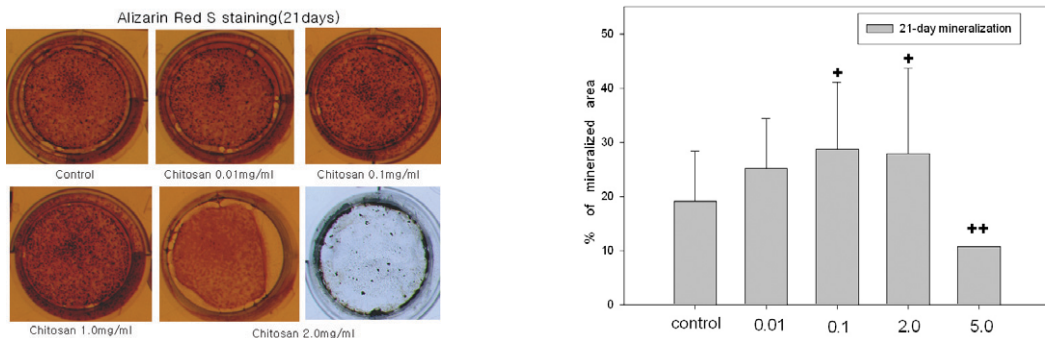 Alizarin Red S staining(21days)
Control
Chitosan 0.01mg/ml
Chitosan 0.1mg/ml
Chitosan 1.0mg/ml
Chitosan 2.0mg/ml
21-day mineralization
% of mineralized area
50
40
30
20
10
0
+
+
++
control
0.01
0.1
2.0
5.0